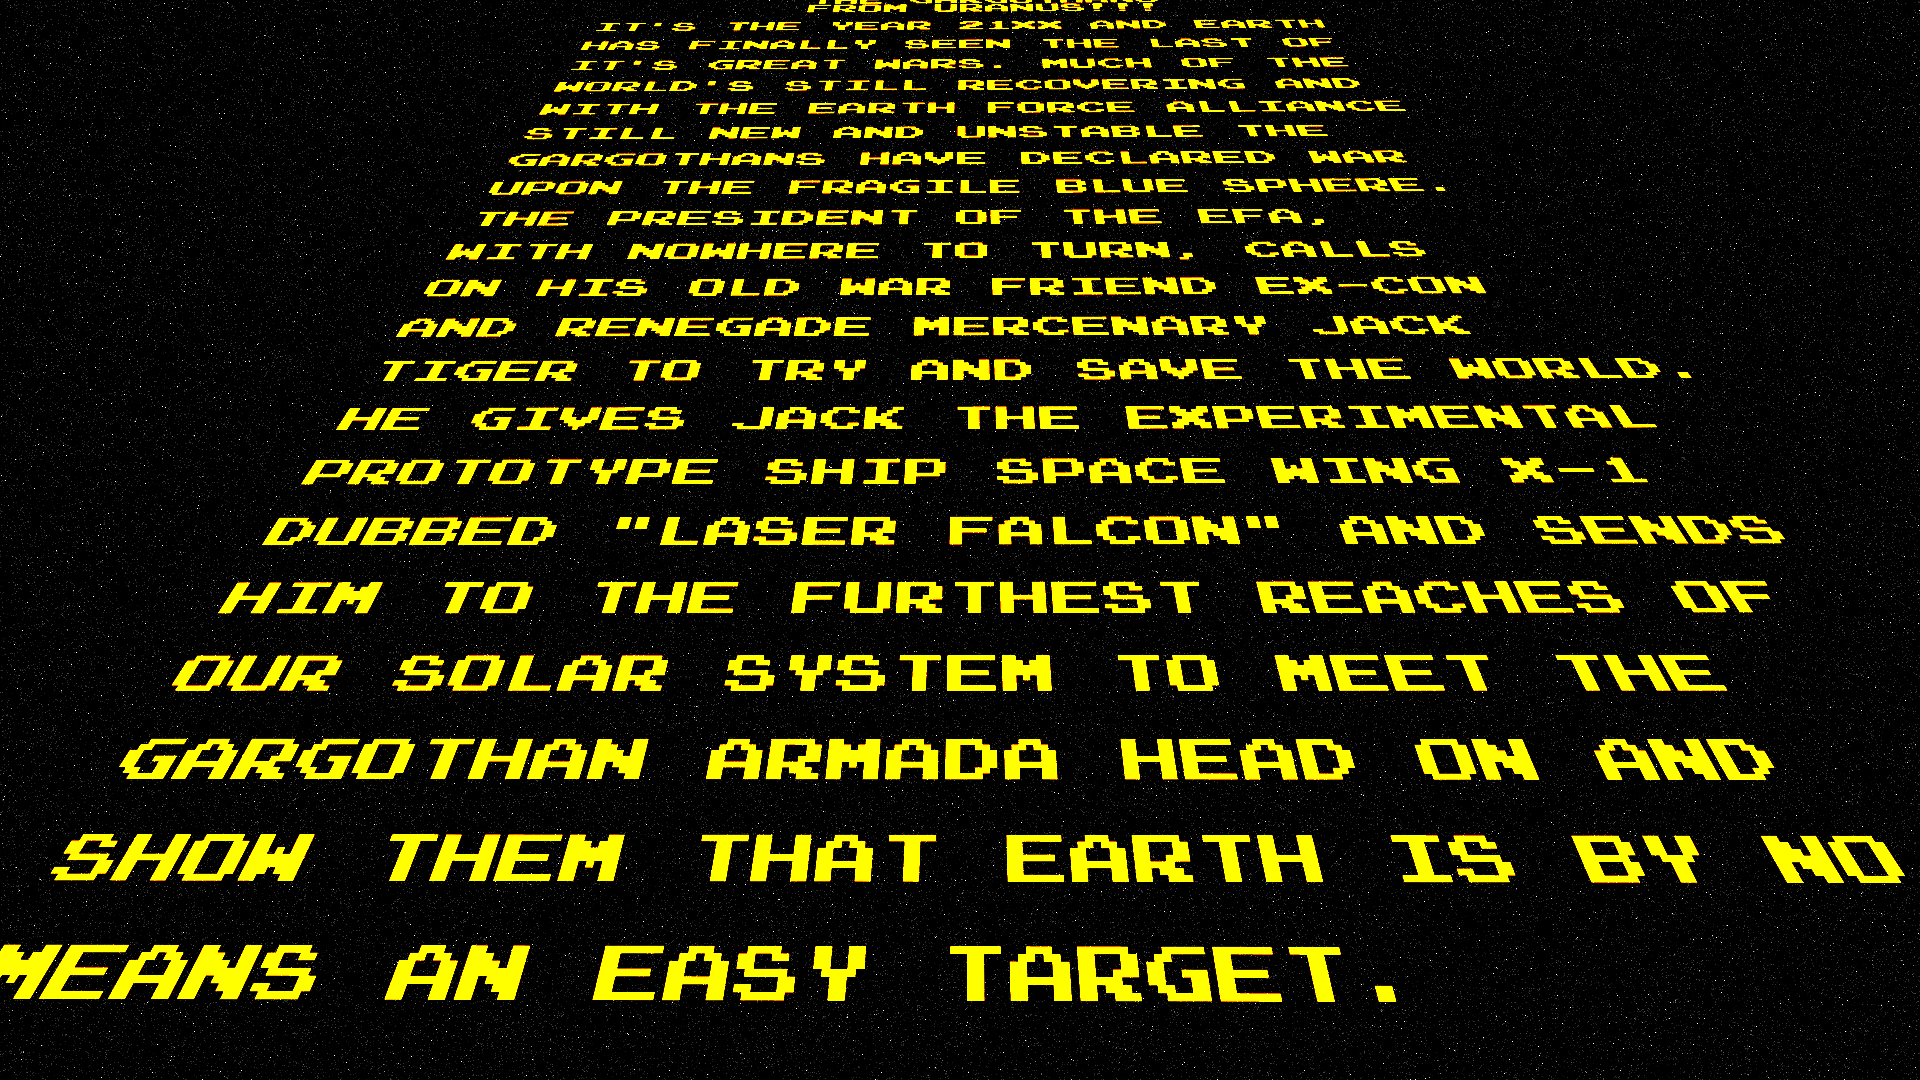 FROM URANUS!!!
IT'S THE YEAR 21XX AND EARTH
HAS FINALLY SEEN THE LAST OF
IT'S GREAT WARS. MUCH OF THE
WORLD'S STILL RECOVERING AND
WITH THE EARTH FORCE ALLIANCE
STILL NEW AND UNSTABLE THE
GARGOTHANS HAVE DECLARED WAR
UPON THE FRAGILE BLUE SPHERE.
THE PRESIDENT OF THE EFA,
WITH NOWHERE TO TURN, CALLS
ON HIS OLD WAR FRIEND EX-CON
AND RENEGADE MERCENARY JACK
TIGER TO TRY AND SAVE THE WORLD.
HE GIVES JACK THE EXPERIMENTAL
PROTOTYPE SHIP SPACE WING X-1
DUBBED "LASER FALCON" AND SENDS
HIM TO THE FURTHEST REACHES OF
OUR SOLAR SYSTEM TO MEET THE
GARGOTHAN ARMADA HEAD ON AND
SHOW THEM THAT EARTH IS BY NO
MEANS AN EASY TARGET.